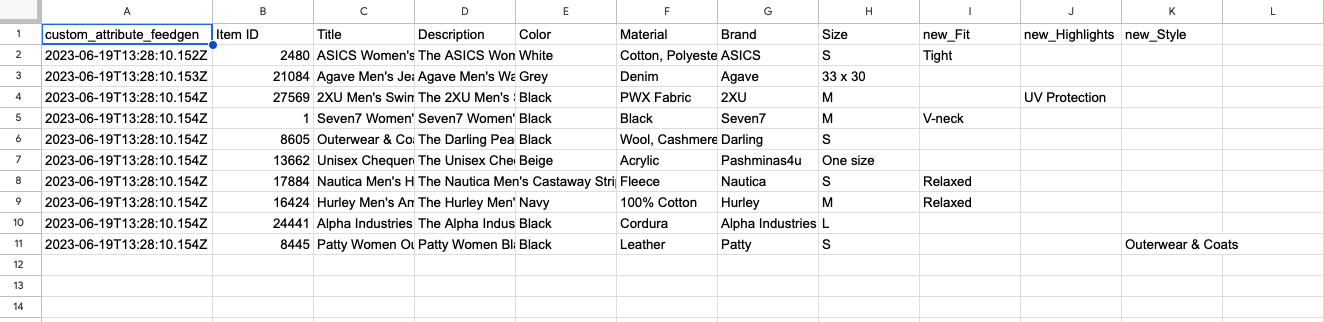 A B C D E F G H I J K L
1 custom_attribute_feedgen Item ID Title Description Color Material Brand Size new_Fit new_Highlights new_Style
2 2023-06-19T13:28:10.152Z 2480 ASICS Women's The ASICS Wom White Cotton, Polyeste ASICS S Tight
3 2023-06-19T13:28:10.153Z 21084 Agave Men's Jea Agave Men's Wa Grey Denim Agave 33 x 30
4 2023-06-19T13:28:10.154Z 27569 2XU Men's Swim The 2XU Men's Black PWX Fabric 2XU M UV Protection
5 2023-06-19T13:28:10.154Z 1 Seven7 Women' Seven7 Women' Black Black Seven7 M V-neck
6 2023-06-19T13:28:10.154Z 8605 Outerwear & Coa The Darling Pea Black Wool, Cashmere Darling S
7 2023-06-19T13:28:10.154Z 13662 Unisex Chequer The Unisex Che Beige Acrylic Pashminas4u One size
8 2023-06-19T13:28:10.154Z 17884 Nautica Men's H The Nautica Men's Castaway Stri Fleece Nautica S Relaxed
9 2023-06-19T13:28:10.154Z 16424 Hurley Men's Am The Hurley Men' Navy 100% Cotton Hurley M Relaxed
10 2023-06-19T13:28:10.154Z 24441 Alpha Industries The Alpha Indus Black Cordura Alpha Industries L
11 2023-06-19T13:28:10.154Z 8445 Patty Women Ou Patty Women Bla Black Leather Patty S Outerwear & Coats
12
13
14